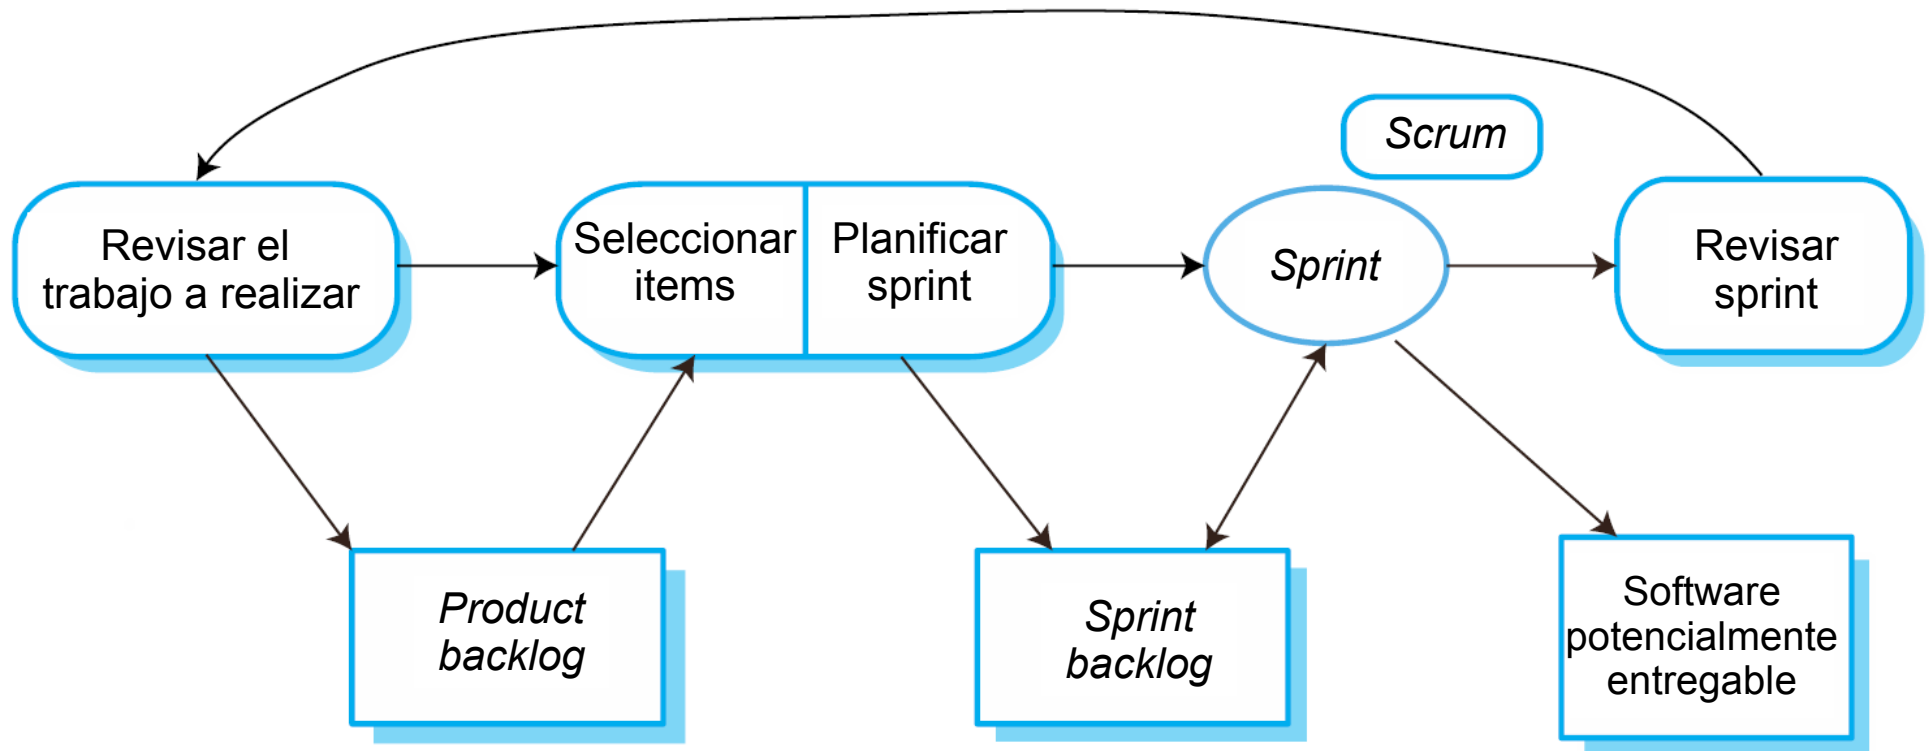 Scrum
Revisar el
trabajo a realizar
Seleccionar
items
Planificar
sprint
Sprint
Revisar
sprint
Product
backlog
Sprint
backlog
Software
potencialmente
entregable